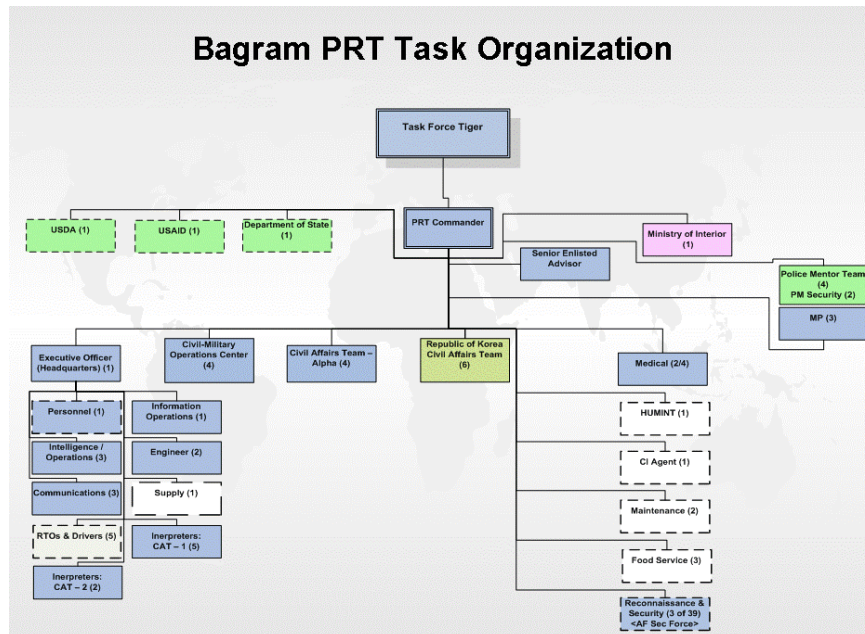 Bagram PRT Task Organization
Task Force Tiger
PRT Commander
USDA (1)
USAID (1)
Department of State
(1)
Ministry of Interior
(1)
Senior Enlisted
Advisor
Police Mentor Team
(4)
PM Security (2)
MP (3)
Executive Officer
(Headquarters) (1)
Civil-Military
Operations Center
(4)
Civil Affairs Team –
Alpha (4)
Republic of Korea
Civil Affairs Team
(6)
Medical (2/4)
Personnel (1)
Information
Operations (1)
Intelligence /
Operations (3)
Engineer (2)
Communications (3)
Supply (1)
RTOs & Drivers (5)
Inerpreters:
CAT – 1 (5)
Inerpreters:
CAT – 2 (2)
HUMINT (1)
CI Agent (1)
Maintenance (2)
Food Service (3)
Reconnaissance &
Security (3 of 39)
<AF Sec Force>